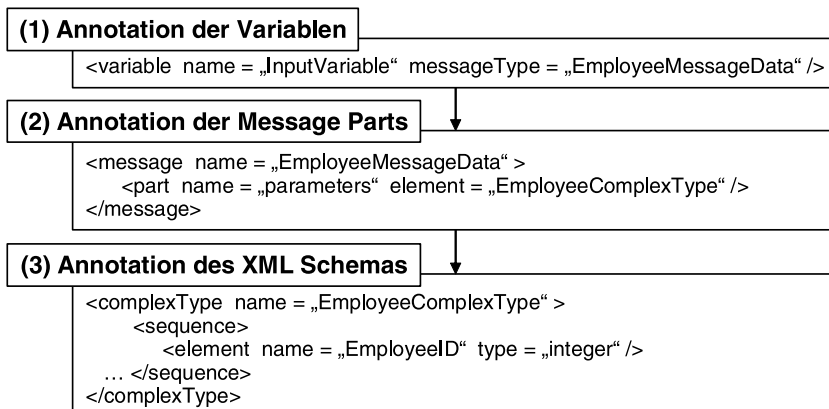 (1) Annotation der Variablen
<variable name = „InputVariable“ messageType = „EmployeeMessageData“ />
(2) Annotation der Message Parts
<message name = „EmployeeMessageData“ >
<part name = „parameters“ element = „EmployeeComplexType“ />
</message>
(3) Annotation des XML Schemas
<complexType name = „EmployeeComplexType“ >
<sequence>
<element name = „EmployeeID“ type = „integer“ />
… </sequence>
</complexType>